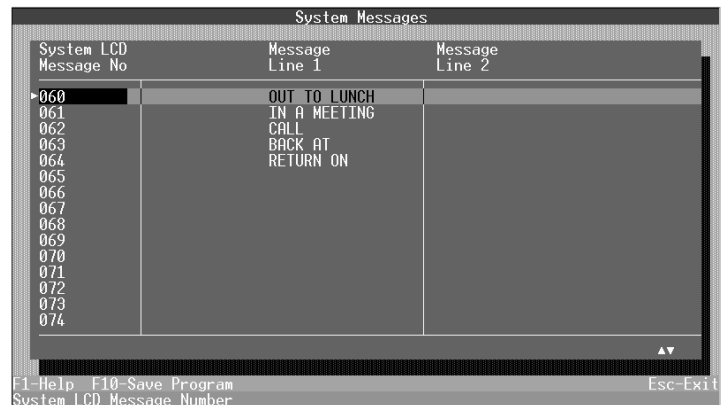 System Messages
System LCD Message Message
Message No Line 1 Line 2
►060 OUT TO LUNCH
061 IN A MEETING
062 CALL
063 BACK AT
064 RETURN ON
065
066
067
068
069
070
071
072
073
074
▲▼
F1-Help F10-Save Program Esc-Exit
System LCD Message Number